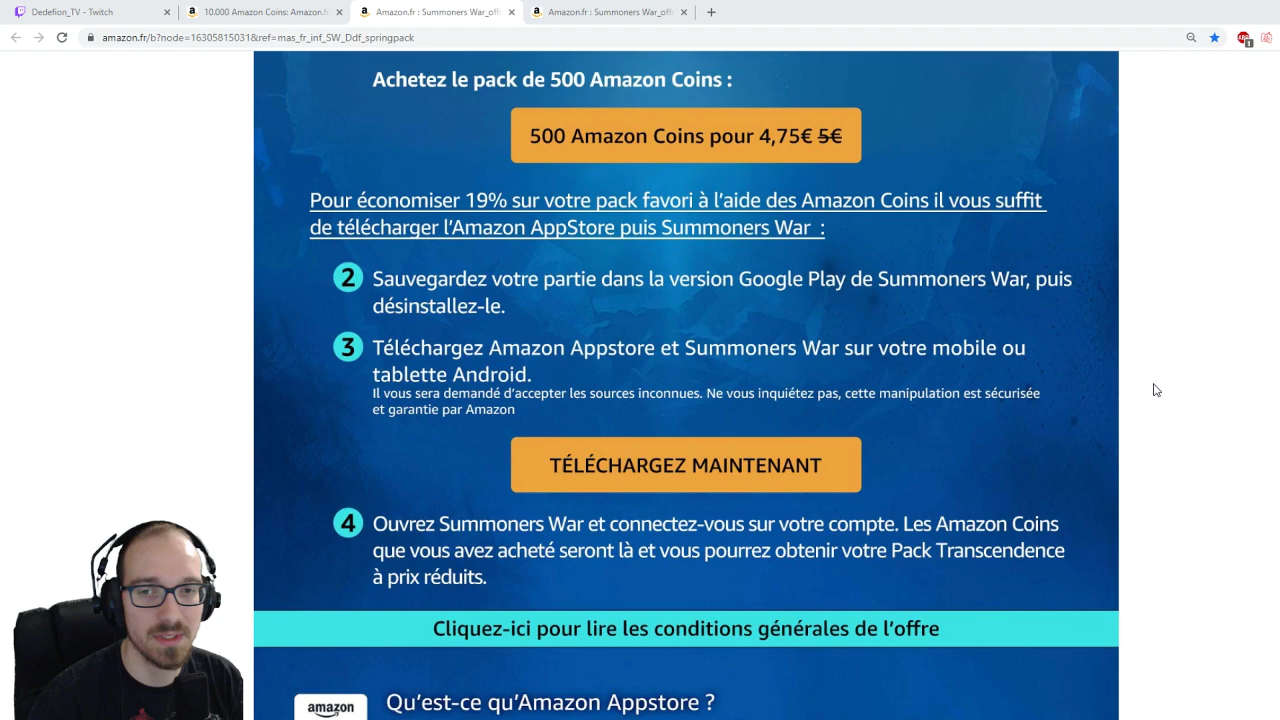 Dedefion_TV - Twitch
10.000 Amazon Coins: Amazon.f
Amazon.fr : Summoners War_off
Amazon.fr : Summoners War_offr
amazon.fr/b?node=16305815031&ref=mas_fr_inf_SW_Ddf_springpack
Achetez le pack de 500 Amazon Coins :
500 Amazon Coins pour 4,75€ 5€
Pour économiser 19% sur votre pack favori à l'aide des Amazon Coins il vous suffit
de télécharger l'Amazon AppStore puis Summoners War :
2 Sauvegardez votre partie dans la version Google Play de Summoners War, puis
désinstallez-le.
3 Téléchargez Amazon Appstore et Summoners War sur votre mobile ou
tablette Android.
Il vous sera demandé d'accepter les sources inconnues. Ne vous inquiétez pas, cette manipulation est sécurisée
et garantie par Amazon
TÉLÉCHARGEZ MAINTENANT
4 Ouvrez Summoners War et connectez-vous sur votre compte. Les Amazon Coins
que vous avez acheté seront là et vous pourrez obtenir votre Pack Transcendence
à prix réduits.
Cliquez-ici pour lire les conditions générales de l'offre
amazon
Qu'est-ce qu'Amazon Appstore ?